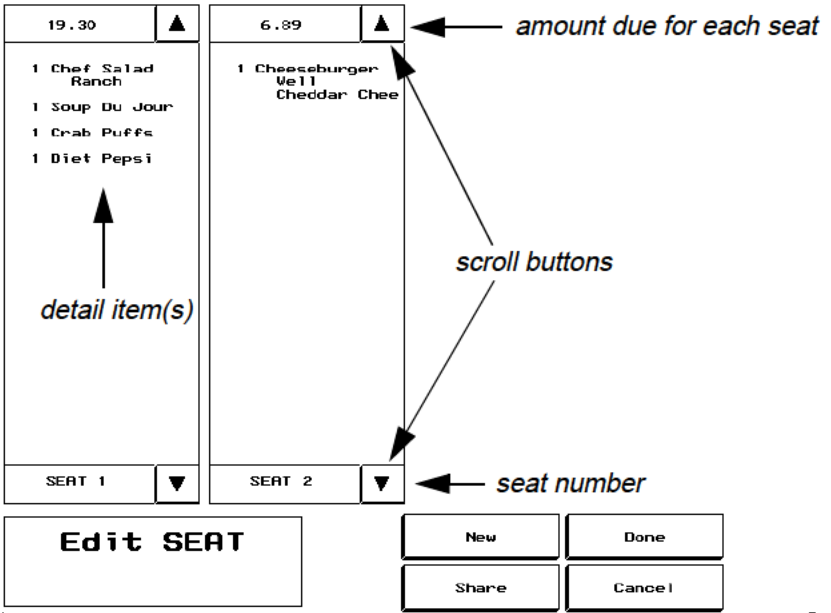 19.30
6.89
amount due for each seat
1 Chef Salad
Ranch
1 Soup Du Jour
1 Crab Puffs
1 Diet Pepsi
1 Cheeseburger
Well
Cheddar Chee
scroll buttons
detail item(s)
SEAT 1
SEAT 2
seat number
Edit SEAT
New
Done
Share
Cancel